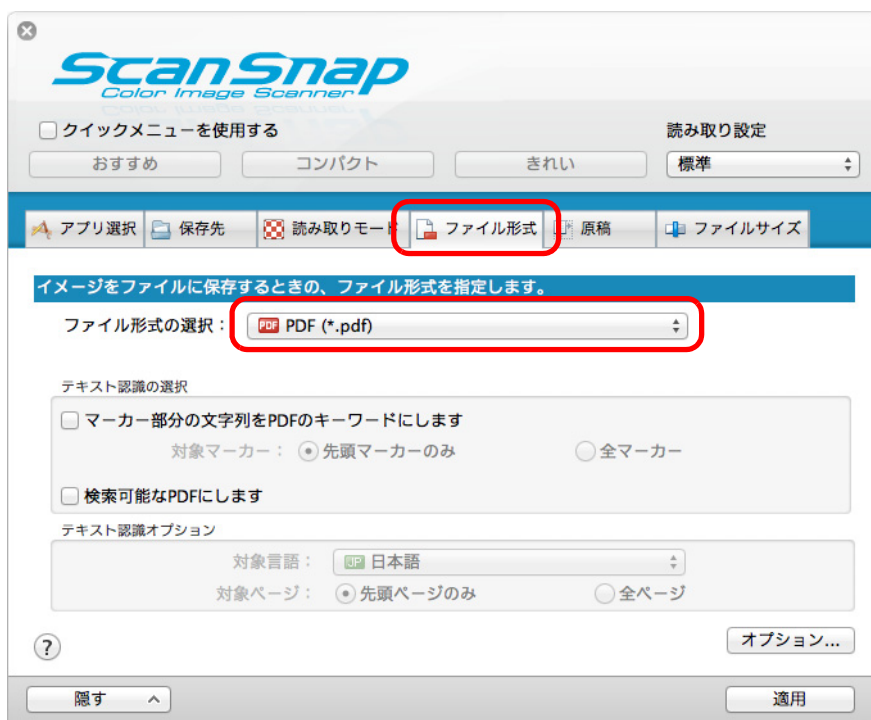 ScanSnap
Color Image Scanner
クイックメニューを使用する
読み取り設定
おすすめ
コンパクト
きれい
標準
アプリ選択
保存先
読み取りモード
ファイル形式
原稿
ファイルサイズ
イメージをファイルに保存するときの、ファイル形式を指定します。
ファイル形式の選択：
PDF PDF (*.pdf)
テキスト認識の選択
マーカー部分の文字列をPDFのキーワードにします
対象マーカー： 先頭マーカーのみ 全マーカー
検索可能なPDFにします
テキスト認識オプション
対象言語： JP 日本語
対象ページ： 先頭ページのみ 全ページ
?
オプション...
隠す
適用